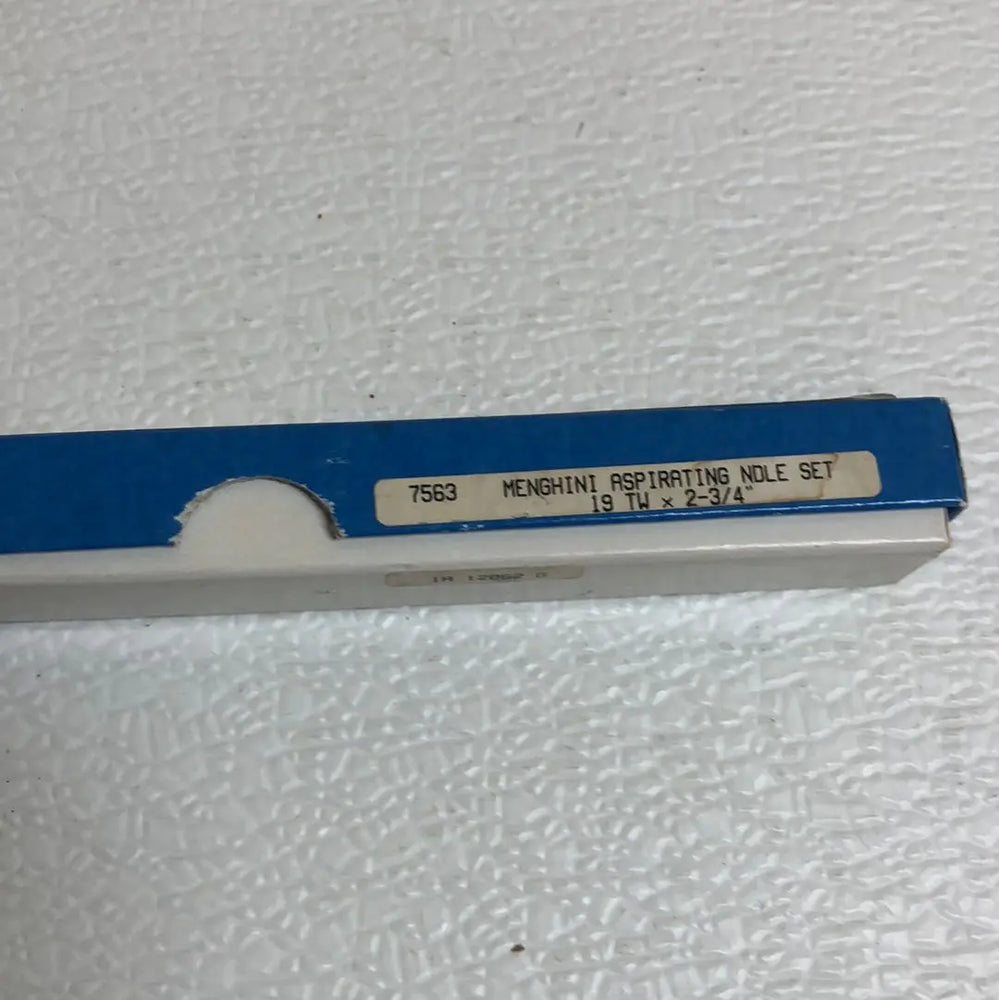 7563 MENGHINI ASPIRATING NDLE SET
19 TW x 2-3/4"